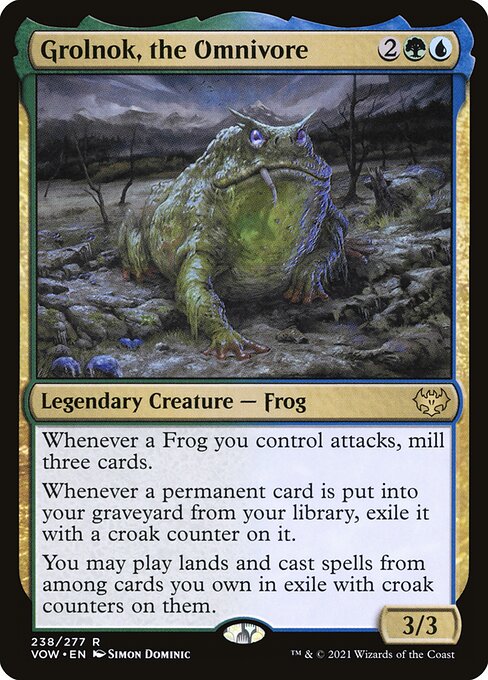 Grolnok, the Omnivore 2
Legendary Creature — Frog
Whenever a Frog you control attacks, mill
three cards.
Whenever a permanent card is put into
your graveyard from your library, exile it
with a croak counter on it.
You may play lands and cast spells from
among cards you own in exile with croak
counters on them.
3/3
238/277 R
VOW • EN Simon Dominic ™ & © 2021 Wizards of the Coast